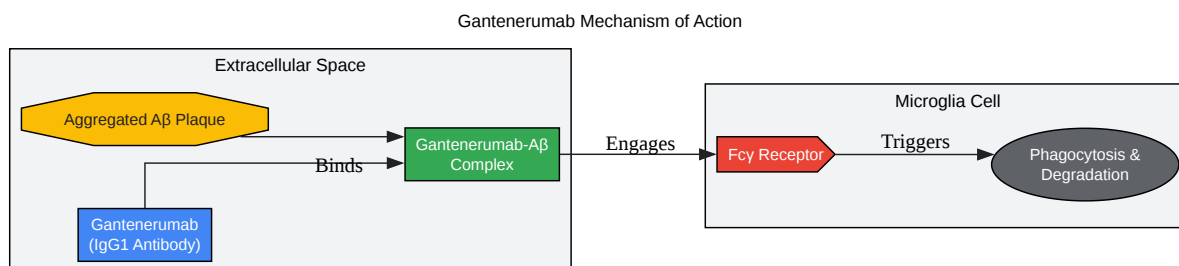 Gantenerumab Mechanism of Action
Extracellular Space
Aggregated Aβ Plaque
Binds
Gantenerumab
(IgG1 Antibody)
Gantenerumab-Aβ
Complex
Engages
Microglia Cell
Fcγ Receptor
Triggers
Phagocytosis &
Degradation